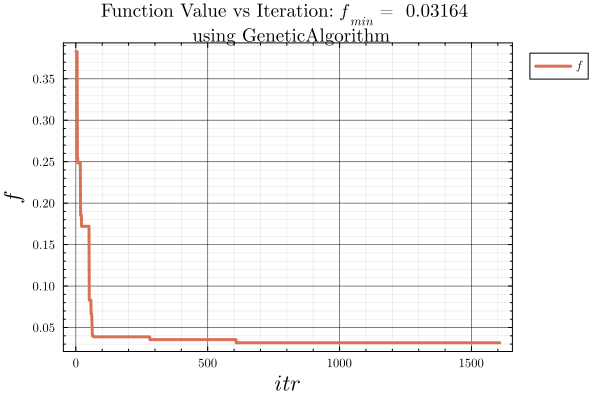 Function Value vs Iteration: f_min = 0.03164
using GeneticAlgorithm
f
0.35
0.30
0.25
0.20
0.15
0.10
0.05
f
0 500 1000 1500
itr